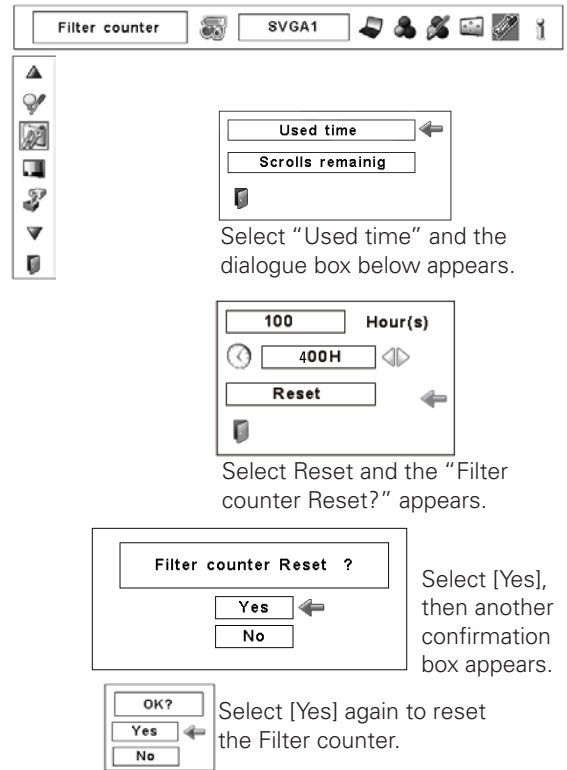 Filter counter
SVGA1
Used time
Scrolls remainig
Select “Used time” and the
dialogue box below appears.
100 Hour(s)
400H
Reset
Select Reset and the “Filter
counter Reset?” appears.
Filter counter Reset ?
Yes
No
Select [Yes],
then another
confirmation
box appears.
OK?
Yes
No
Select [Yes] again to reset
the Filter counter.